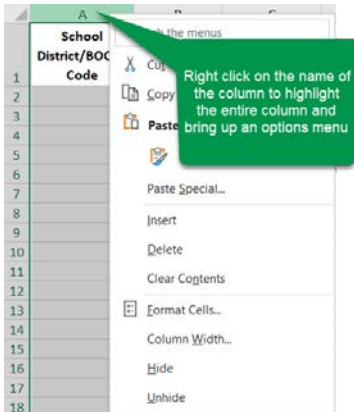 A
School
District/BOC
Code
the menus
Cu
Copy
Paste
Right click on the name of
the column to highlight
the entire column and
bring up an options menu
Paste Special...
Insert
Delete
Clear Contents
Format Cells...
Column Width...
Hide
Unhide
1
2
3
4
5
6
7
8
9
10
11
12
13
14
15
16
17
18